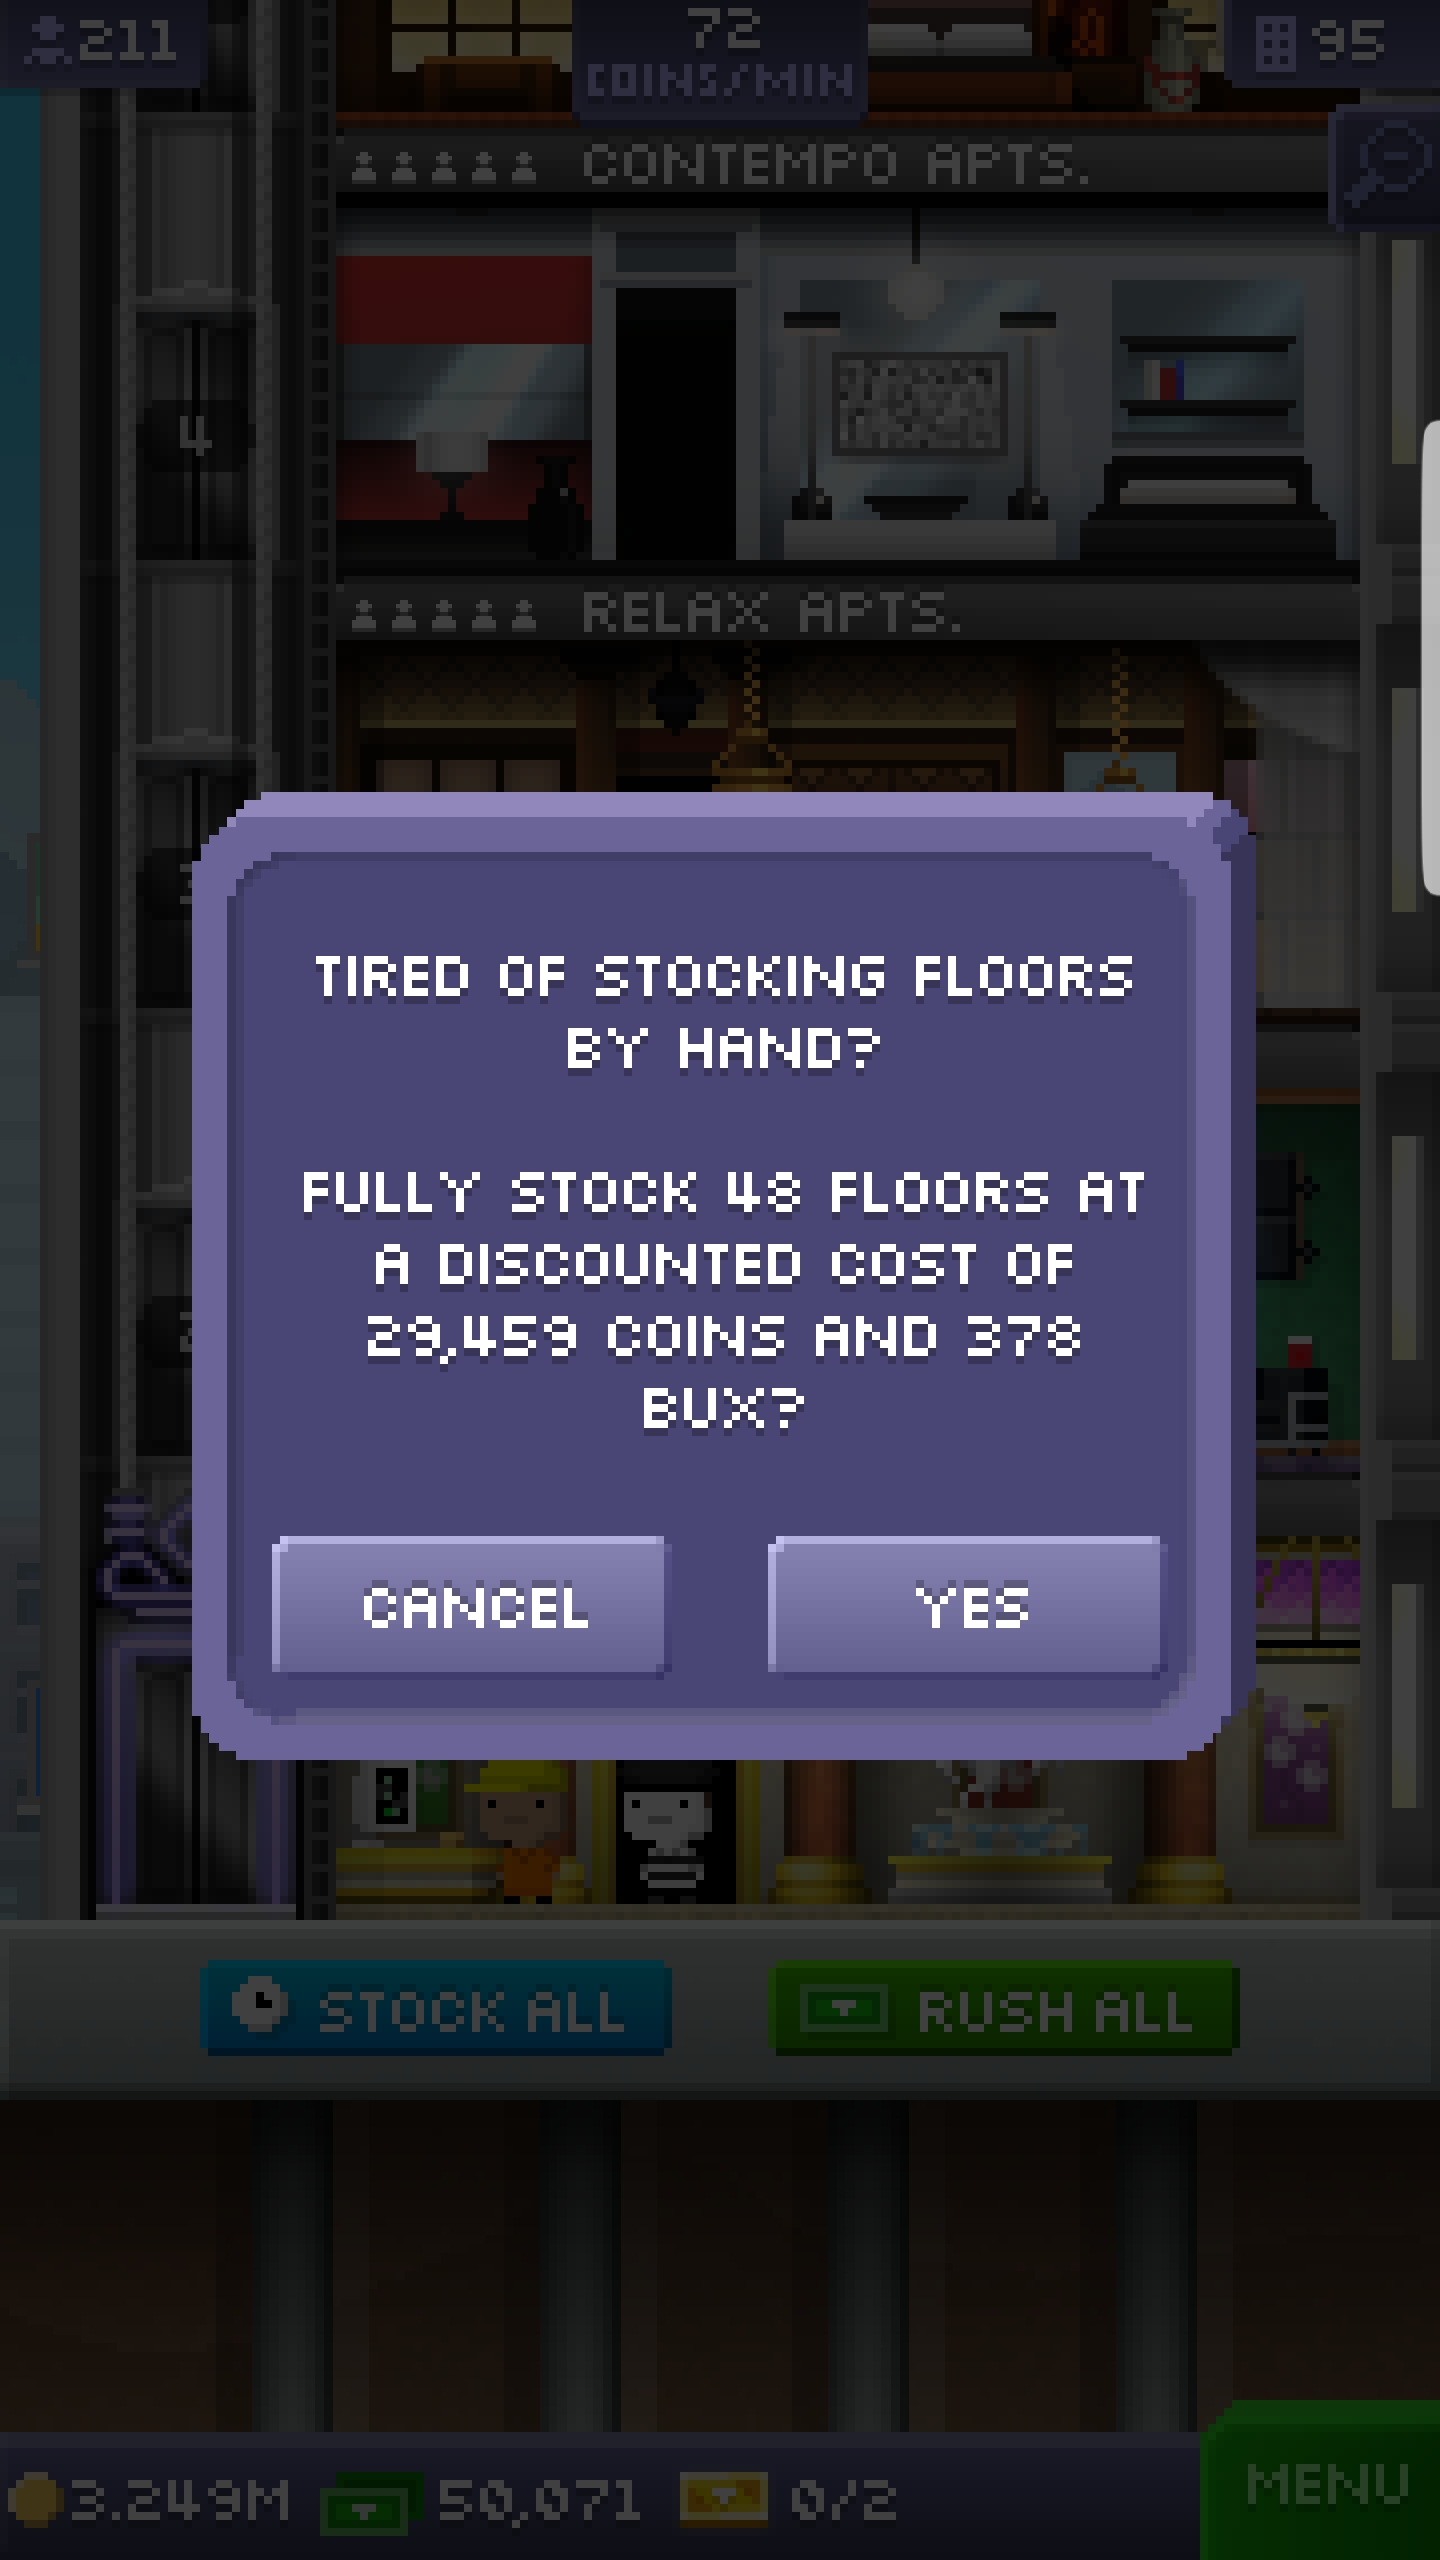 211
72
COINS/MIN
95
CONTEMPO APTS.
4
RELAX APTS.
TIRED OF STOCKING FLOORS
BY HAND?
FULLY STOCK 48 FLOORS AT
A DISCOUNTED COST OF
29,459 COINS AND 378
BUX?
CANCEL
YES
STOCK ALL
RUSH ALL
3.249M
50,071
0/2
MENU